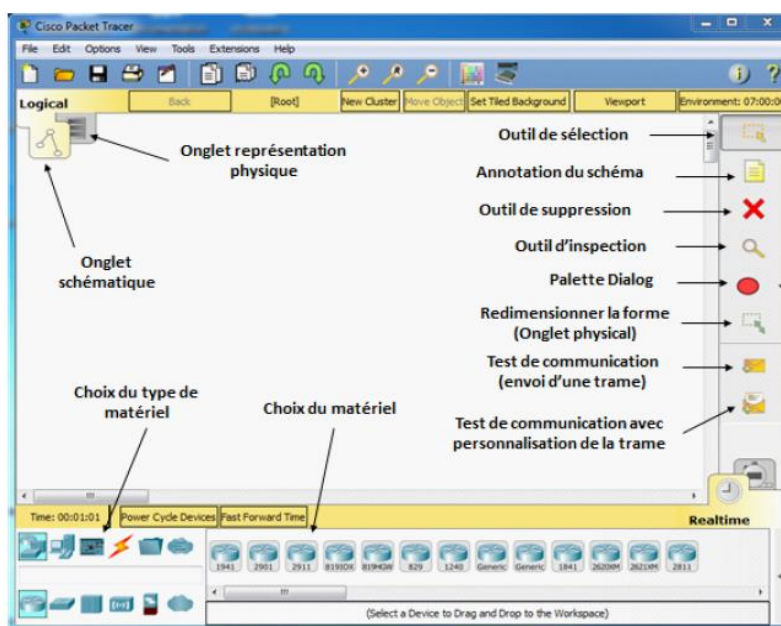 Cisco Packet Tracer
File Edit Options View Tools Extensions Help
Logical Back [Root] New Cluster Move Object Set Tiled Background Viewport Environment: 07:00:0
Onglet représentation
physique
Onglet
schématique
Outil de sélection
Annotation du schéma
Outil de suppression
Outil d'inspection
Palette Dialog
Redimensionner la forme
(Onglet physical)
Test de communication
(envoi d'une trame)
Test de communication avec
personnalisation de la trame
Choix du type de
matériel
Choix du matériel
Time: 00:01:01 Power Cycle Devices Fast Forward Time Realtime
1941 2901 2911 819IOX 819HGW 829 1240 Generic Generic 1841 2620XM 2621XM 2811
(Select a Device to Drag and Drop to the Workspace)